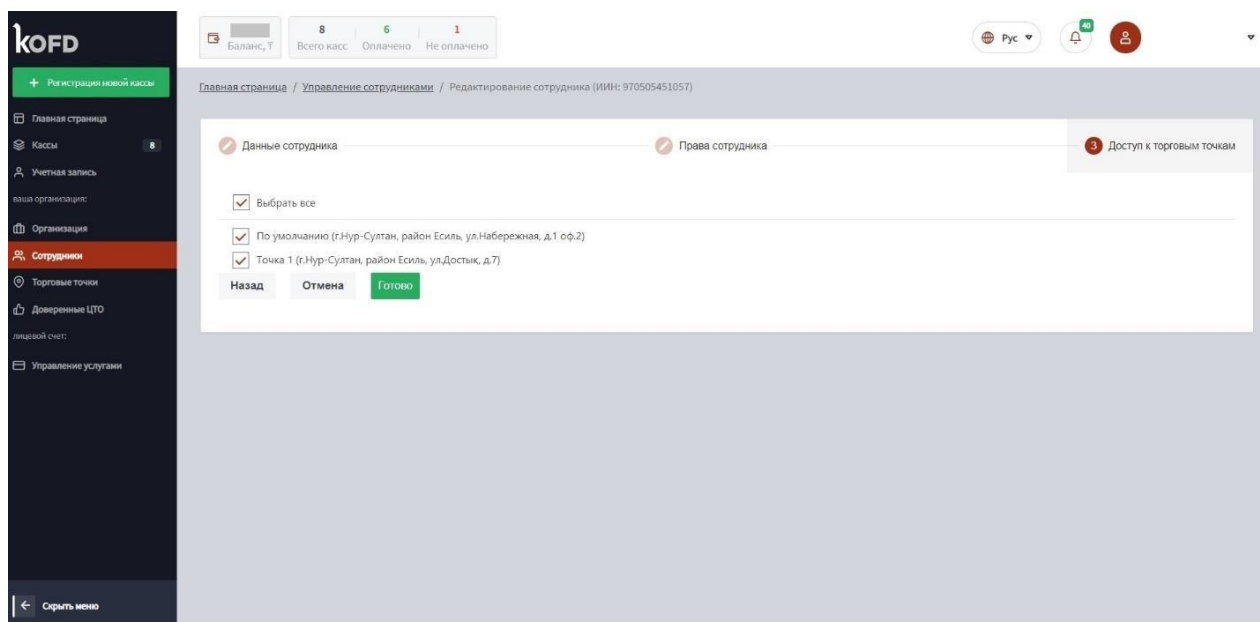 kOFD
Баланс, ₸
8 6 1
Всего касс Оплачено Не оплачено
Рус
40
+ Регистрация новой кассы
Главная страница
Кассы 8
Учетная запись
ваша организация:
Организация
Сотрудники
Торговые точки
Доверенные ЦТО
лицевой счет:
Управление услугами
Скрыть меню
Главная страница / Управление сотрудниками / Редактирование сотрудника (ИИН: 970505451057)
Данные сотрудника
Права сотрудника
3 Доступ к торговым точкам
Выбрать все
По умолчанию (г.Нур-Султан, район Есиль, ул.Набережная, д.1 оф.2)
Точка 1 (г.Нур-Султан, район Есиль, ул.Достык, д.7)
Назад Отмена Готово